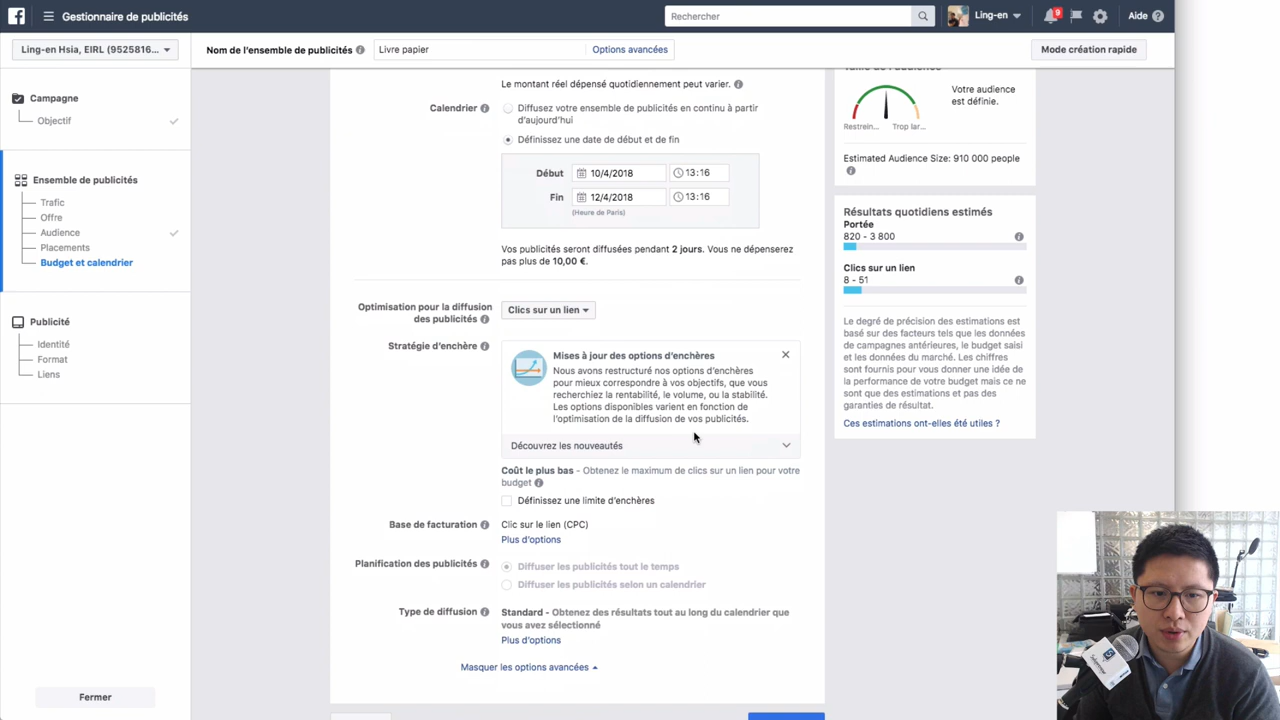 Gestionnaire de publicités
Rechercher
Ling-en
9
Aide
Ling-en Hsia, EIRL (9525816...
Nom de l'ensemble de publicités
Livre papier
Options avancées
Mode création rapide
Campagne
Objectif
Ensemble de publicités
Trafic
Offre
Audience
Placements
Budget et calendrier
Publicité
Identité
Format
Liens
Fermer
Le montant réel dépensé quotidiennement peut varier.
Calendrier
Diffusez votre ensemble de publicités en continu à partir
d'aujourd'hui
Définissez une date de début et de fin
Début
10/4/2018
13:16
Fin
12/4/2018
13:16
(Heure de Paris)
Vos publicités seront diffusées pendant 2 jours. Vous ne dépenserez
pas plus de 10,00 €.
Optimisation pour la diffusion
des publicités
Clics sur un lien
Stratégie d'enchère
Mises à jour des options d'enchères
Nous avons restructuré nos options d'enchères
pour mieux correspondre à vos objectifs, que vous
recherchiez la rentabilité, le volume, ou la stabilité.
Les options disponibles varient en fonction de
l'optimisation de la diffusion de vos publicités.
Découvrez les nouveautés
Coût le plus bas - Obtenez le maximum de clics sur un lien pour votre
budget
Définissez une limite d'enchères
Base de facturation
Clic sur le lien (CPC)
Plus d'options
Planification des publicités
Diffuser les publicités tout le temps
Diffuser les publicités selon un calendrier
Type de diffusion
Standard - Obtenez des résultats tout au long du calendrier que
vous avez sélectionné
Plus d'options
Masquer les options avancées
Taille de l'audience
Votre audience
est définie.
Restrein...
Trop lar...
Estimated Audience Size: 910 000 people
Résultats quotidiens estimés
Portée
820 - 3 800
Clics sur un lien
8 - 51
Le degré de précision des estimations est
basé sur des facteurs tels que les données
de campagnes antérieures, le budget saisi
et les données du marché. Les chiffres
sont fournis pour vous donner une idée de
la performance de votre budget mais ce ne
sont que des estimations et pas des
garanties de résultat.
Ces estimations ont-elles été utiles ?